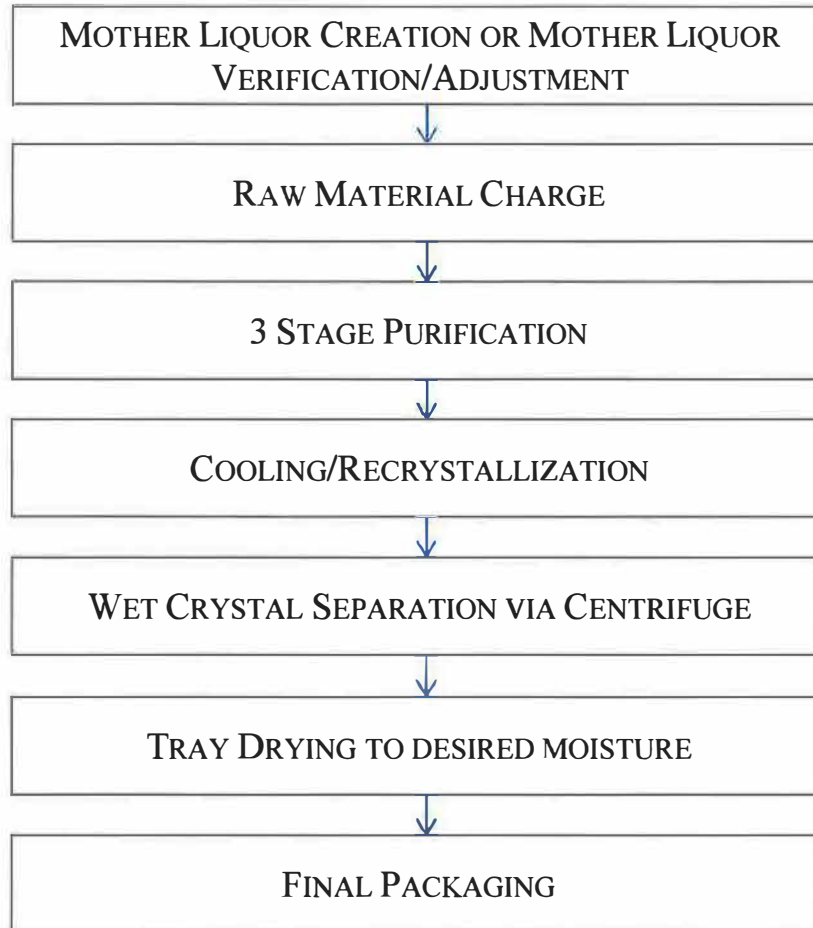 MOTHER LIQUOR CREATION OR MOTHER LIQUOR
VERIFICATION/ADJUSTMENT
RAW MATERIAL CHARGE
3 STAGE PURIFICATION
COOLING/RECRYSTALLIZATION
WET CRYSTAL SEPARATION VIA CENTRIFUGE
TRAY DRYING TO DESIRED MOISTURE
FINAL PACKAGING